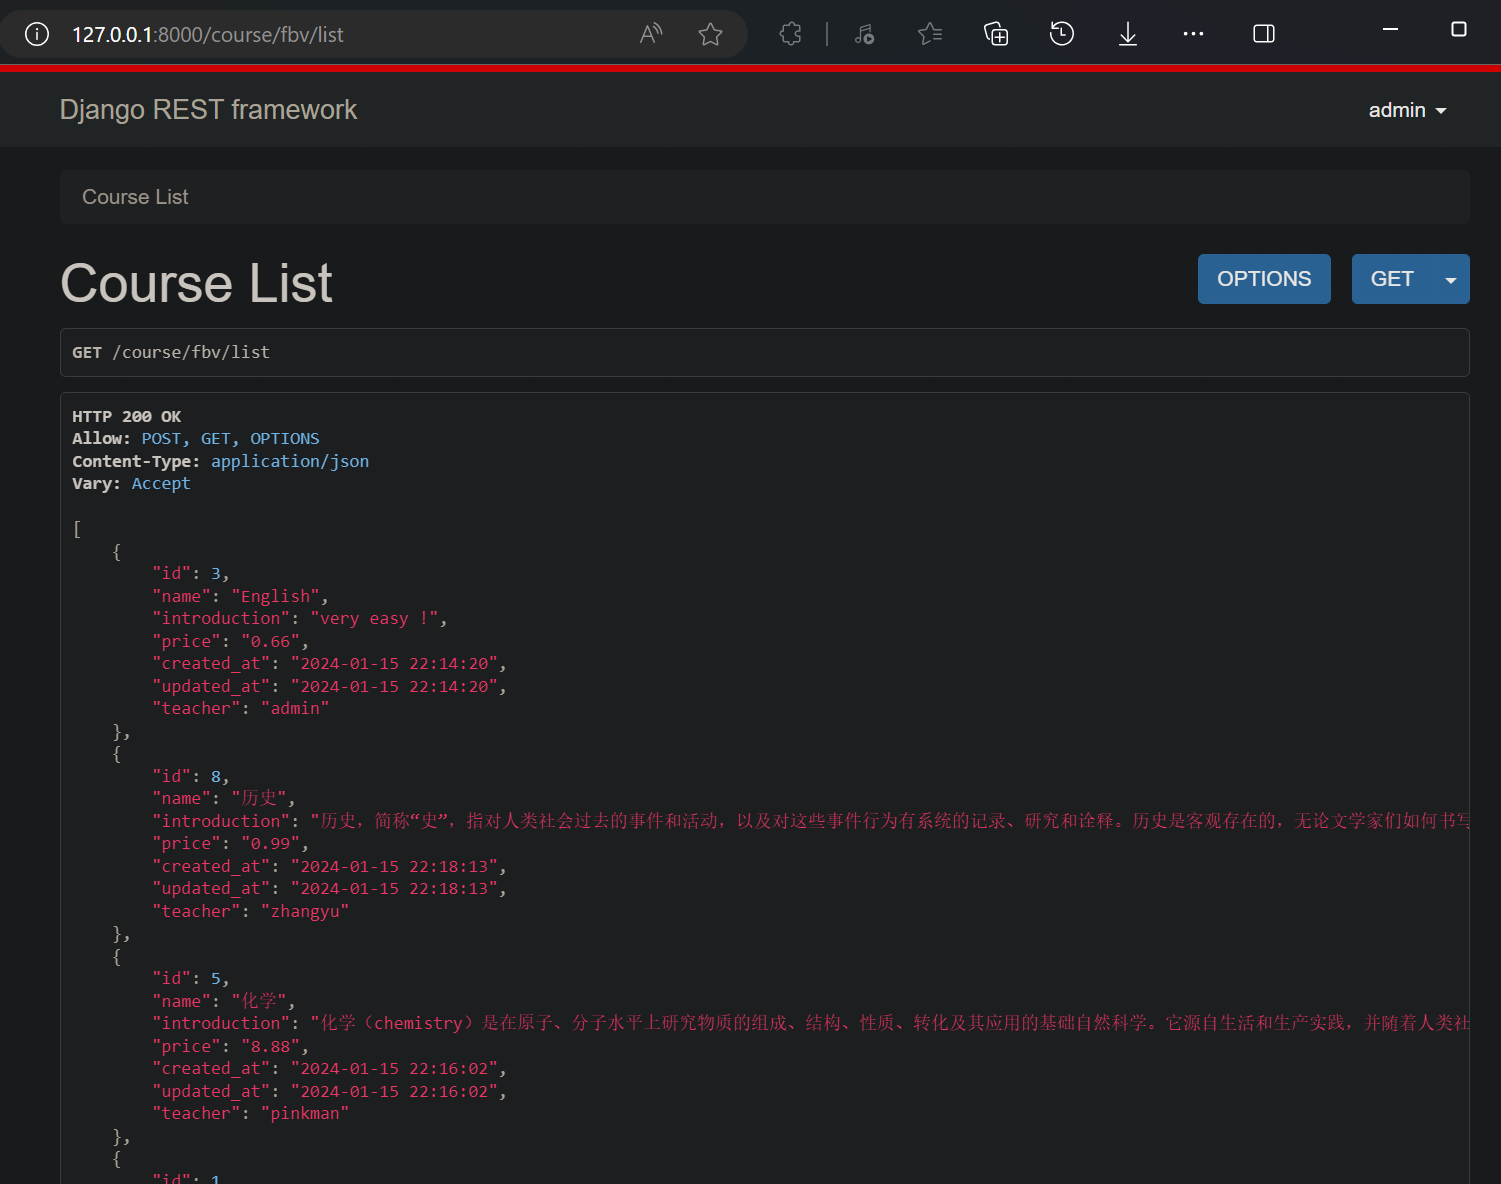 127.0.0.1:8000/course/fbv/list
Django REST framework
admin
Course List
Course List
OPTIONS
GET
GET /course/fbv/list
HTTP 200 OK
Allow: POST, GET, OPTIONS
Content-Type: application/json
Vary: Accept
[
{
"id": 3,
"name": "English",
"introduction": "very easy !",
"price": "0.66",
"created_at": "2024-01-15 22:14:20",
"updated_at": "2024-01-15 22:14:20",
"teacher": "admin"
},
{
"id": 8,
"name": "历史",
"introduction": "历史，简称“史”，指对人类社会过去的事件和活动，以及对这些事件行为有系统的记录、研究和诠释。历史是客观存在的，无论文学家们如何书写
"price": "0.99",
"created_at": "2024-01-15 22:18:13",
"updated_at": "2024-01-15 22:18:13",
"teacher": "zhangyu"
},
{
"id": 5,
"name": "化学",
"introduction": "化学（chemistry）是在原子、分子水平上研究物质的组成、结构、性质、转化及其应用的基础自然科学。它源自生活和生产实践，并随着人类社
"price": "8.88",
"created_at": "2024-01-15 22:16:02",
"updated_at": "2024-01-15 22:16:02",
"teacher": "pinkman"
},
{
"id": 1